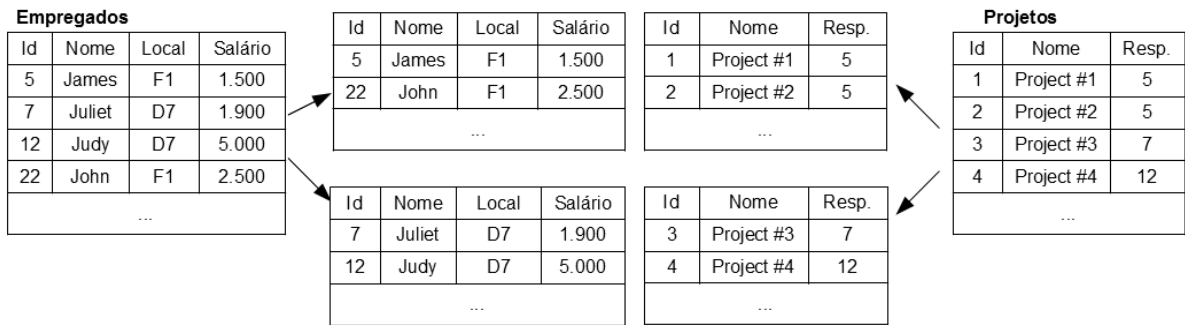 Empregados
Id Nome Local Salário
5 James F1 1.500
7 Juliet D7 1.900
12 Judy D7 5.000
22 John F1 2.500
...
Id Nome Local Salário
5 James F1 1.500
22 John F1 2.500
...
Id Nome Resp.
1 Project #1 5
2 Project #2 5
...
Id Nome Local Salário
7 Juliet D7 1.900
12 Judy D7 5.000
...
Id Nome Resp.
3 Project #3 7
4 Project #4 12
...
Projetos
Id Nome Resp.
1 Project #1 5
2 Project #2 5
3 Project #3 7
4 Project #4 12
...